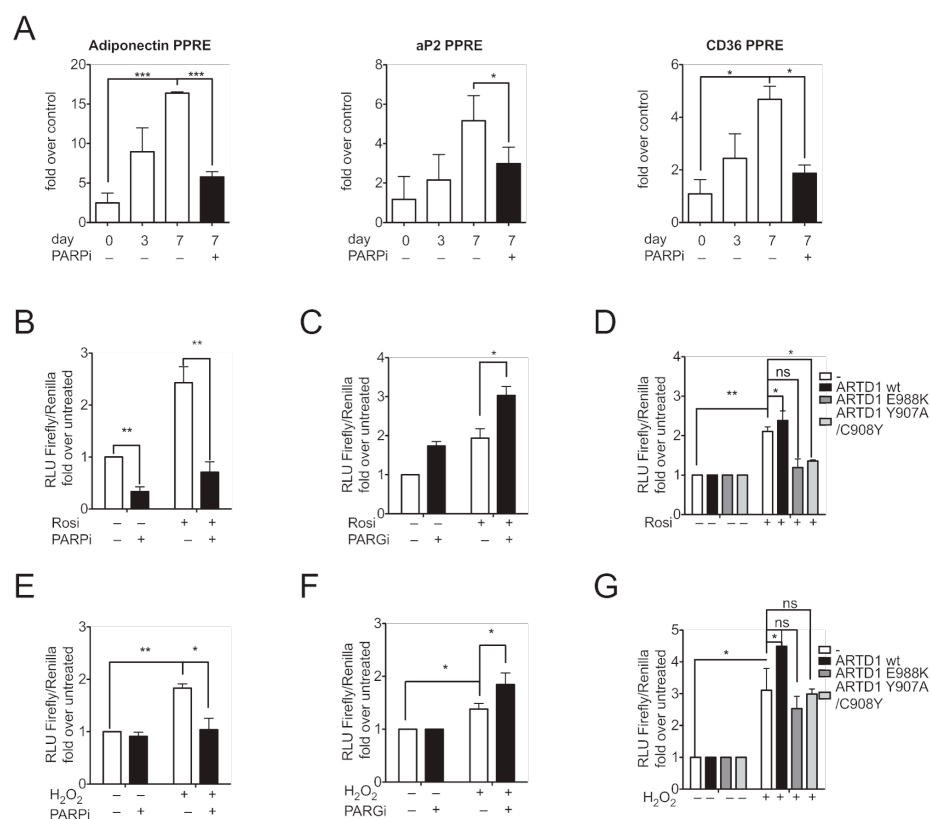 A
Adiponectin PPRE
aP2 PPRE
CD36 PPRE
fold over control
20
15
10
5
0
*** ***
day 0 3 7 7
PARPi – – – +
fold over control
8
6
4
2
0
*
day 0 3 7 7
PARPi – – – +
fold over control
6
4
2
0
* *
day 0 3 7 7
PARPi – – – +
B
RLU Firefly/Renilla
fold over untreated
3
2
1
0
**
**
Rosi – – + +
PARPi – + – +
C
RLU Firefly/Renilla
fold over untreated
4
3
2
1
0
*
Rosi – – + +
PARGi – + – +
D
RLU Firefly/Renilla
fold over untreated
4
3
2
1
0
*
ns
** *
-
ARTD1 wt
ARTD1 E988K
ARTD1 Y907A
/C908Y
Rosi – – – – + + + +
E
RLU Firefly/Renilla
fold over untreated
3
2
1
0
** *
H2O2 – – + +
PARPi – + – +
F
RLU Firefly/Renilla
fold over untreated
3
2
1
0
*
*
H2O2 – – + +
PARGi – + – +
G
RLU Firefly/Renilla
fold over untreated
5
4
3
2
1
0
ns
ns
* *
-
ARTD1 wt
ARTD1 E988K
ARTD1 Y907A
/C908Y
H2O2 – – – – + + + +